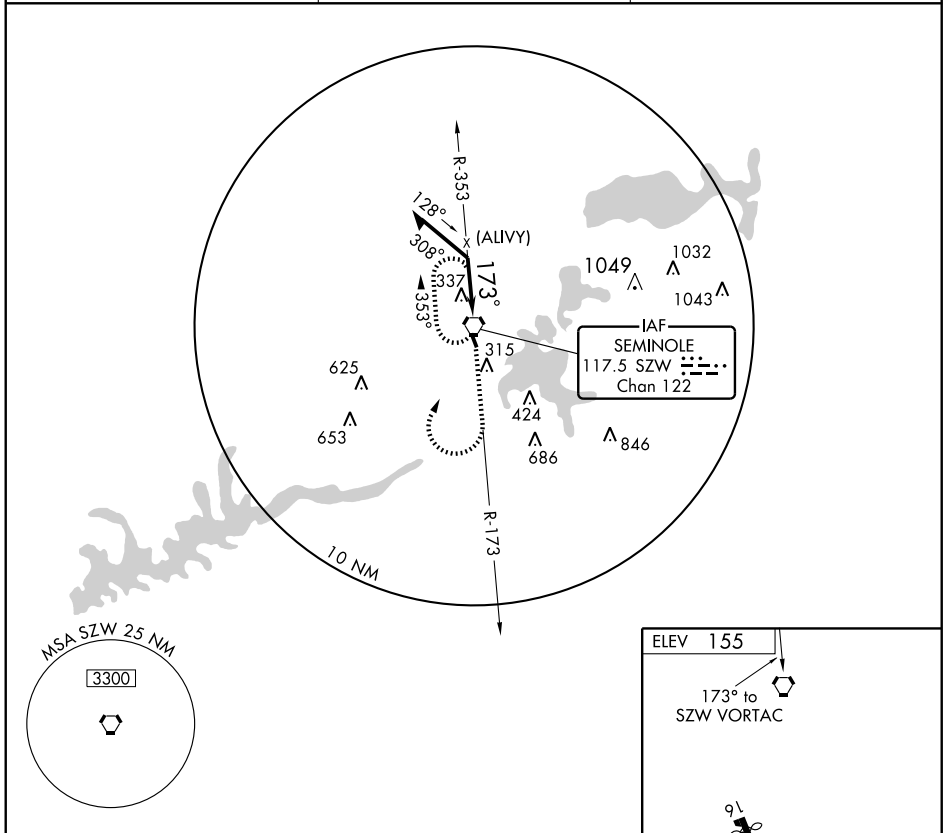 R-353
128°
308°
X (ALIVY)
173°
337
353°
1049
1032
1043
IAF
SEMINOLE
117.5 SZW
Chan 122
315
625
653
424
686
846
R-173
10 NM
MSA SZW 25 NM
3300
ELEV 155
173° to
SZW VORTAC
16